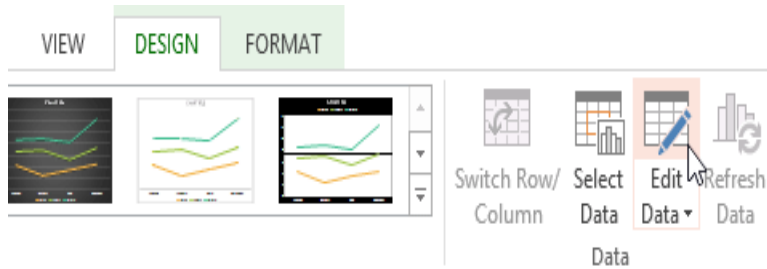 VIEW DESIGN FORMAT
Switch Row/ Select Edit Refresh
Column Data Data Data
Data